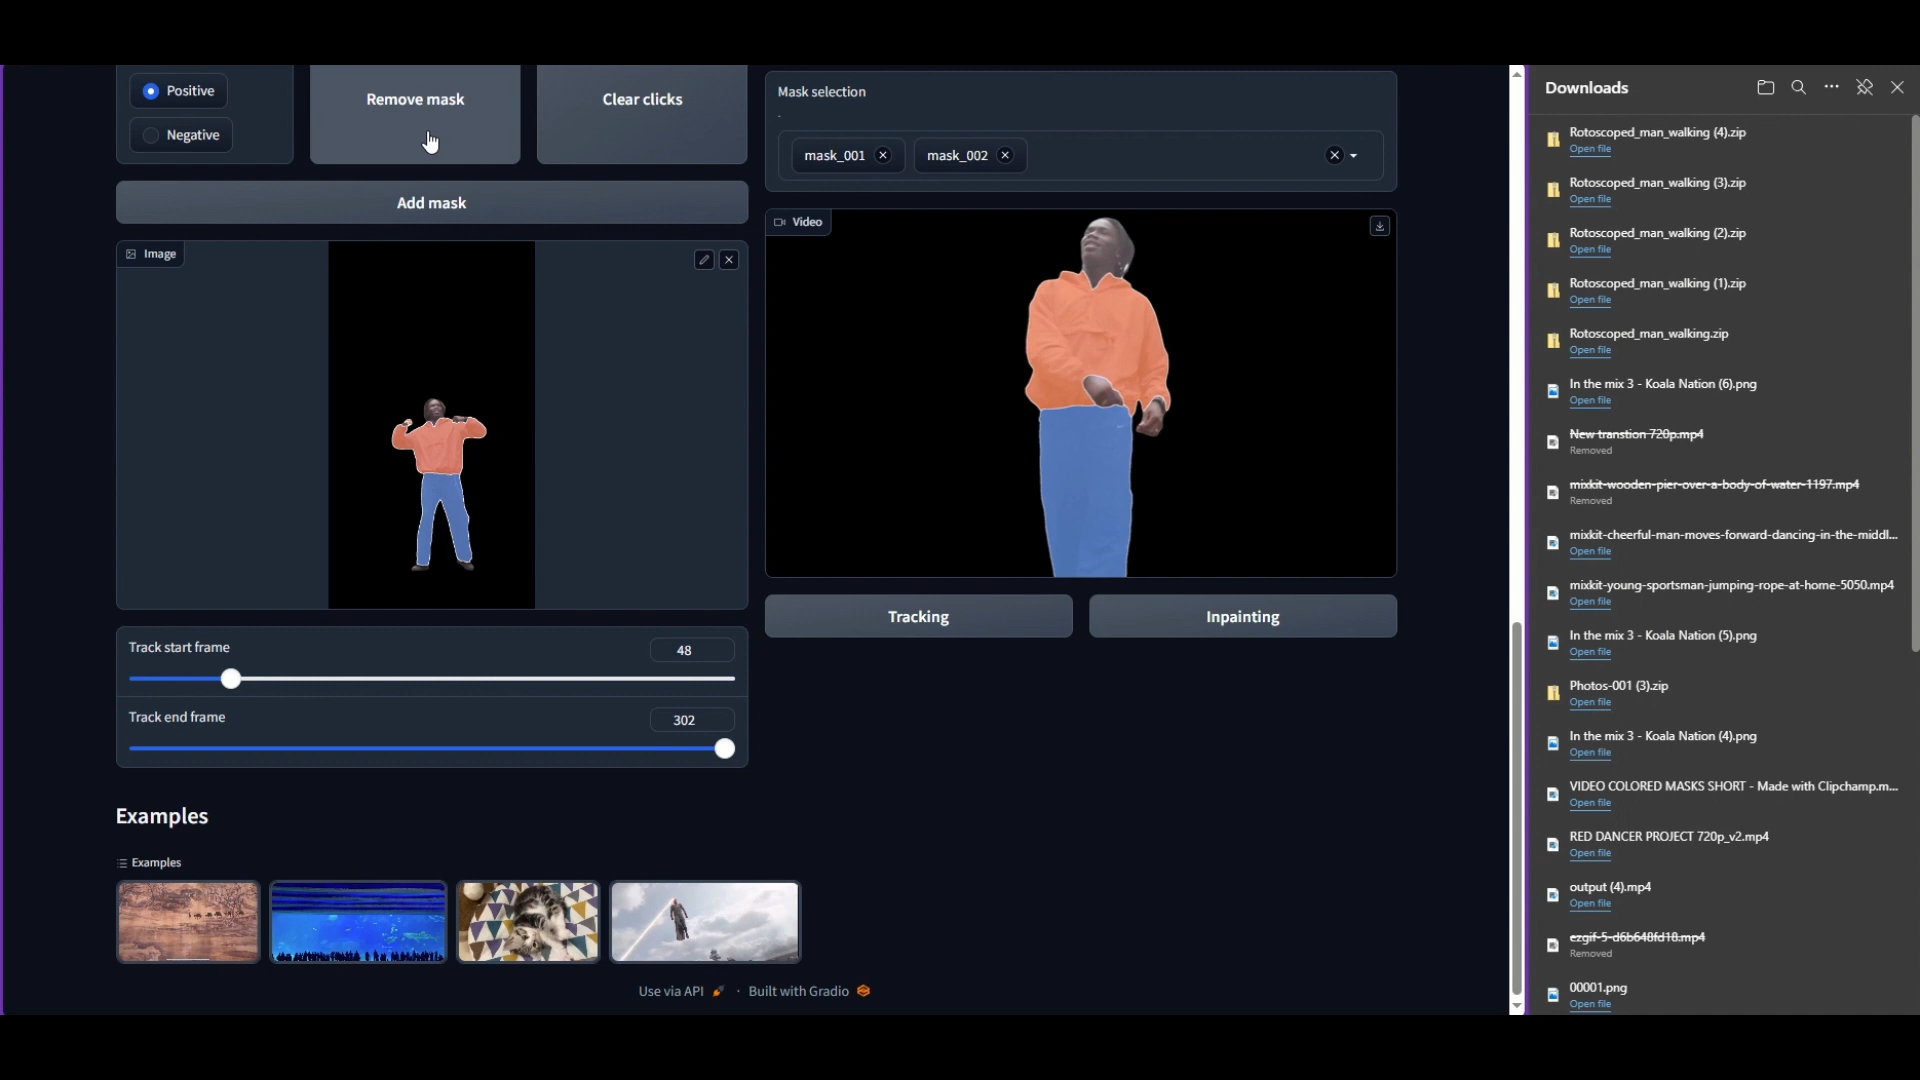 Positive
Negative
Remove mask
Clear clicks
Add mask
Image
Track start frame
48
Track end frame
302
Mask selection
.
mask_001
mask_002
Video
Tracking
Inpainting
Examples
Examples
Use via API
· Built with Gradio
Downloads
Rotoscoped_man_walking (4).zip
Open file
Rotoscoped_man_walking (3).zip
Open file
Rotoscoped_man_walking (2).zip
Open file
Rotoscoped_man_walking (1).zip
Open file
Rotoscoped_man_walking.zip
Open file
In the mix 3 - Koala Nation (6).png
Open file
New transtion 720p.mp4
Removed
mixkit-wooden-pier-over-a-body-of-water-1197.mp4
Removed
mixkit-cheerful-man-moves-forward-dancing-in-the-middl...
Open file
mixkit-young-sportsman-jumping-rope-at-home-5050.mp4
Open file
In the mix 3 - Koala Nation (5).png
Open file
Photos-001 (3).zip
Open file
In the mix 3 - Koala Nation (4).png
Open file
VIDEO COLORED MASKS SHORT - Made with Clipchamp.m...
Open file
RED DANCER PROJECT 720p_v2.mp4
Open file
output (4).mp4
Open file
ezgif-5-d6b648fd18.mp4
Removed
00001.png
Open file